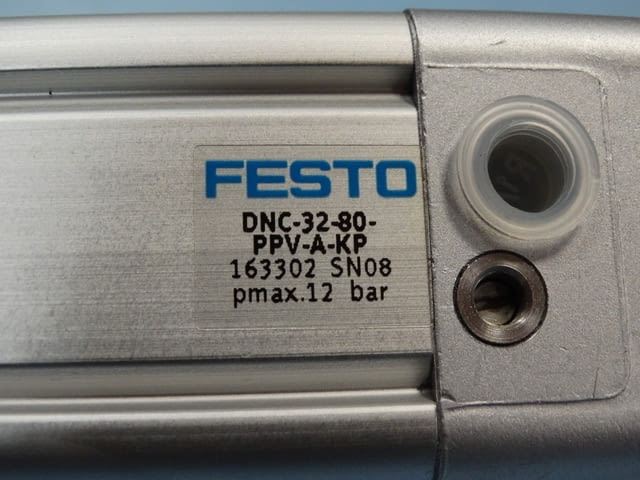 FESTO
DNC-32-80-
PPV-A-KP
163302 SN08
pmax.12 bar